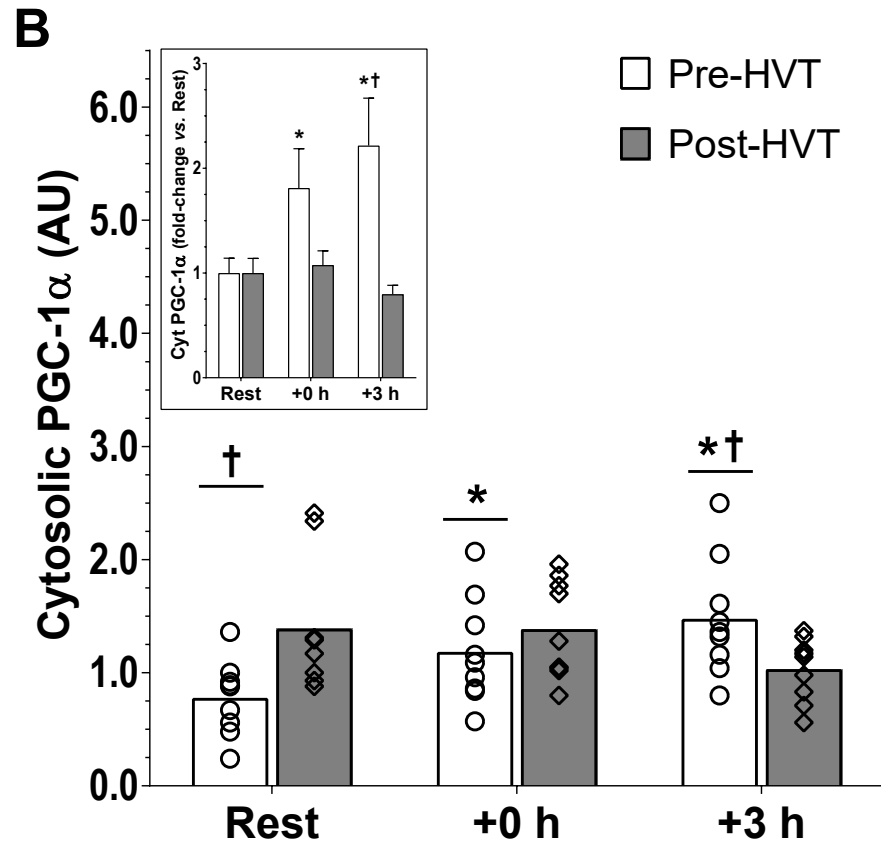 B
Pre-HVT
Post-HVT
Cytosolic PGC-1α (AU)
6.0
5.0
4.0
3.0
2.0
1.0
0.0
Cyt PGC-1α (fold-change vs. Rest)
3
2
1
0
*
*†
Rest +0 h +3 h
†
*
*†
Rest +0 h +3 h